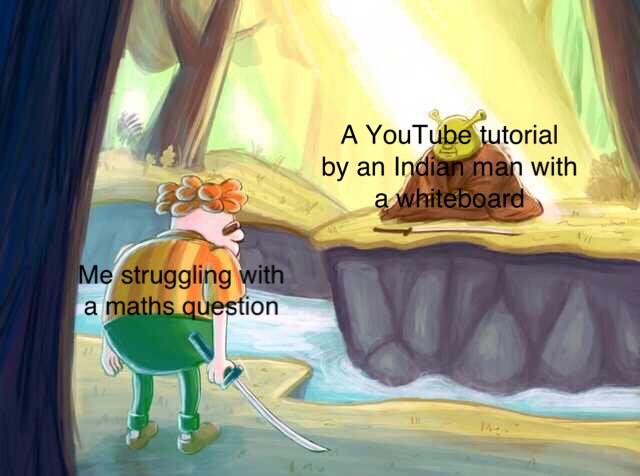 A YouTube tutorial
by an Indian man with
a whiteboard
Me struggling with
a maths question